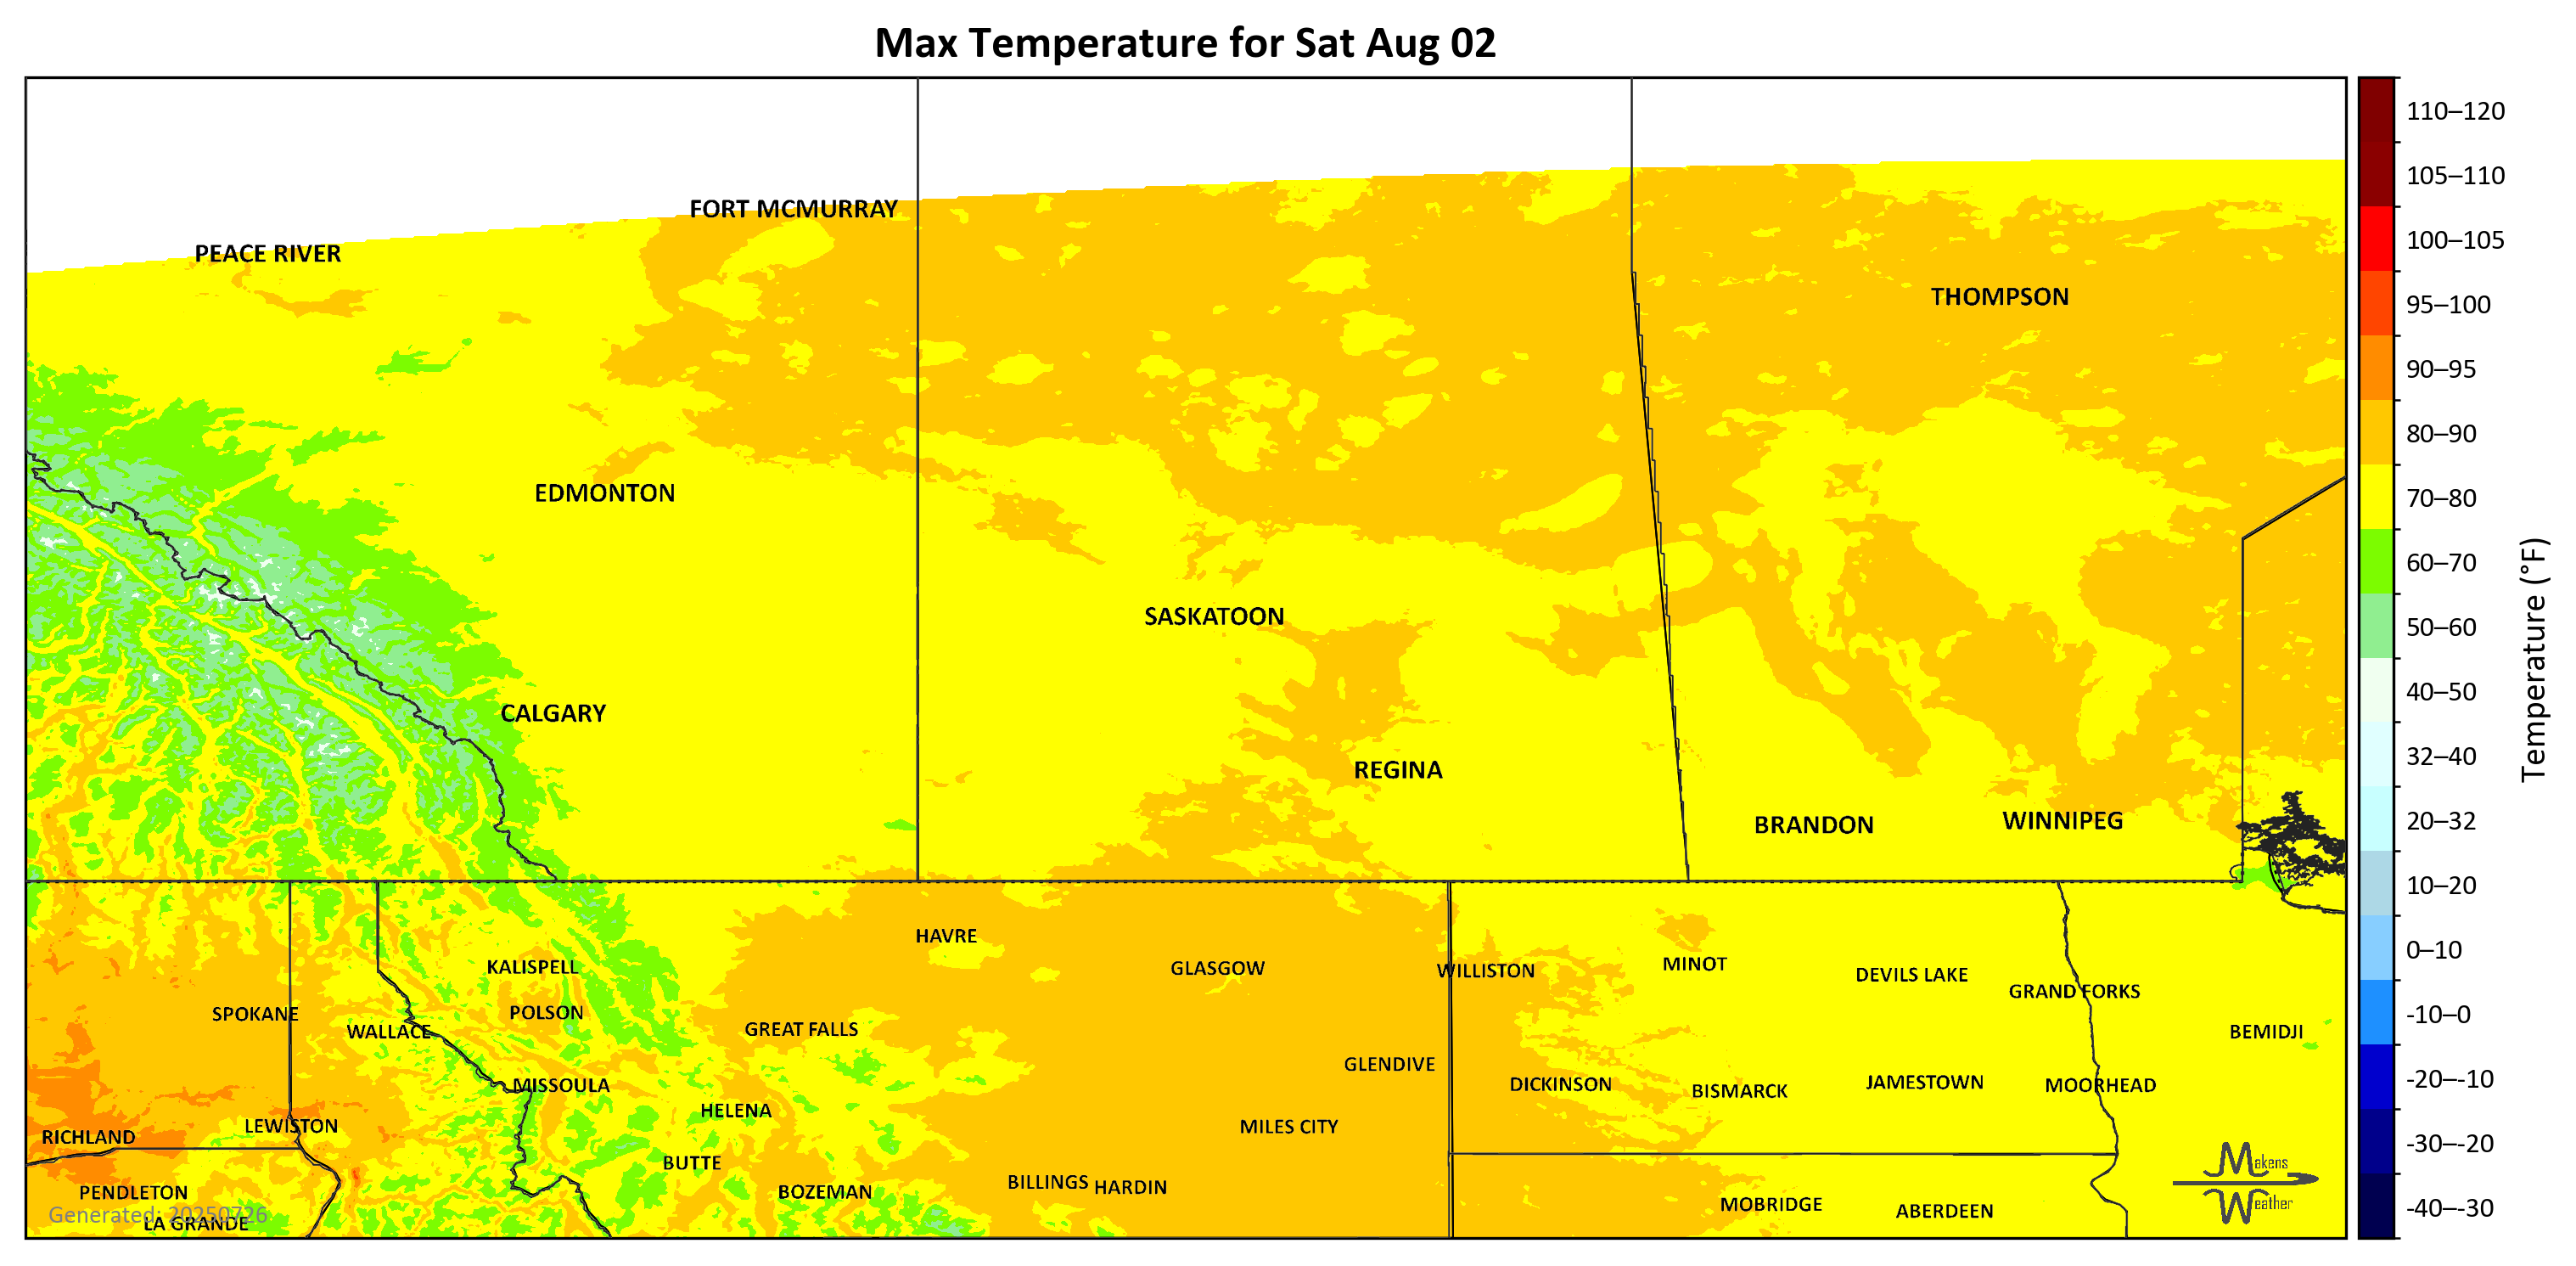 Max Temperature for Sat Aug 02
110–120
105–110
100–105
95–100
90–95
80–90
70–80
60–70
50–60
40–50
32–40
20–32
10–20
0–10
-10–0
-20–-10
-30–-20
-40–-30
Temperature (°F)
FORT MCMURRAY
PEACE RIVER
THOMPSON
EDMONTON
SASKATOON
CALGARY
REGINA
BRANDON
WINNIPEG
HAVRE
KALISPELL
GLASGOW
WILLISTON
MINOT
DEVILS LAKE
GRAND FORKS
SPOKANE
POLSON
WALLACE
GREAT FALLS
BEMIDJI
GLENDIVE
MISSOULA
DICKINSON
BISMARCK
JAMESTOWN
MOORHEAD
HELENA
LEWISTON
MILES CITY
RICHLAND
BUTTE
BILLINGS
HARDIN
PENDLETON
BOZEMAN
MOBRIDGE
ABERDEEN
LA GRANDE
Generated: 20250726
Makens
Weather